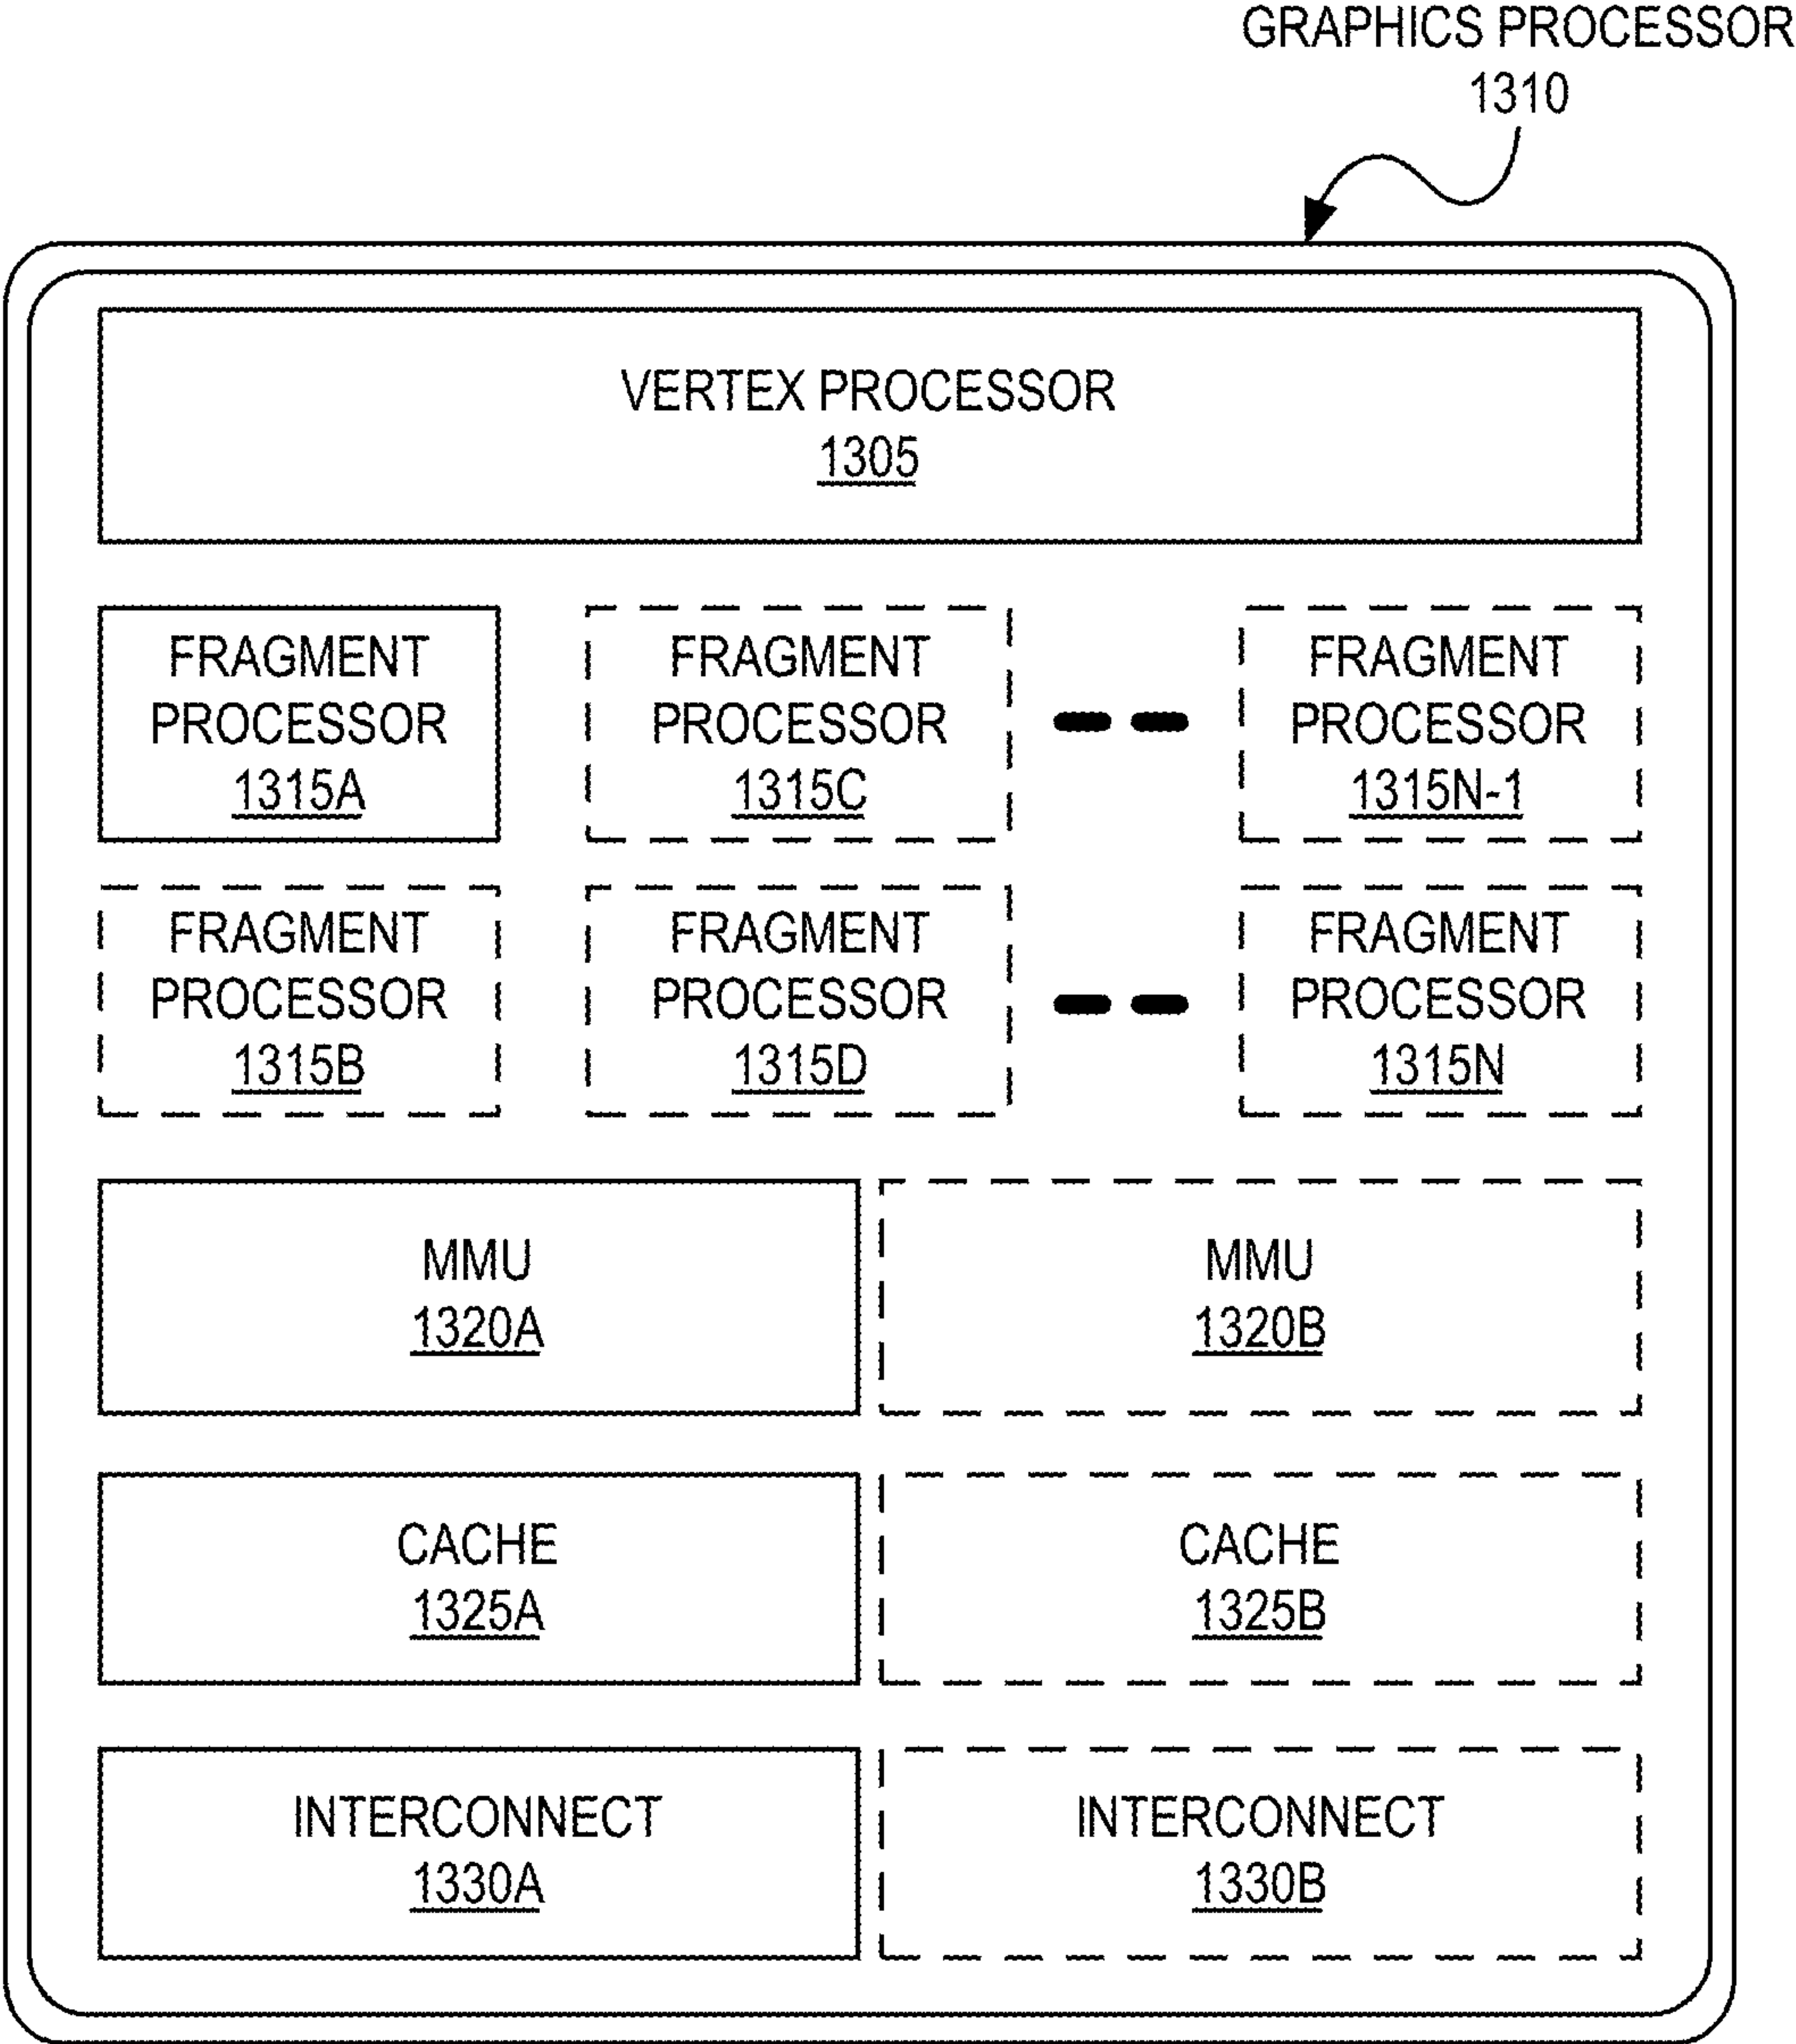 GRAPHICS PROCESSOR
1310
VERTEX PROCESSOR
1305
FRAGMENT
PROCESSOR
1315A
FRAGMENT
PROCESSOR
1315C
FRAGMENT
PROCESSOR
1315N-1
FRAGMENT
PROCESSOR
1315B
FRAGMENT
PROCESSOR
1315D
FRAGMENT
PROCESSOR
1315N
MMU
1320A
MMU
1320B
CACHE
1325A
CACHE
1325B
INTERCONNECT
1330A
INTERCONNECT
1330B